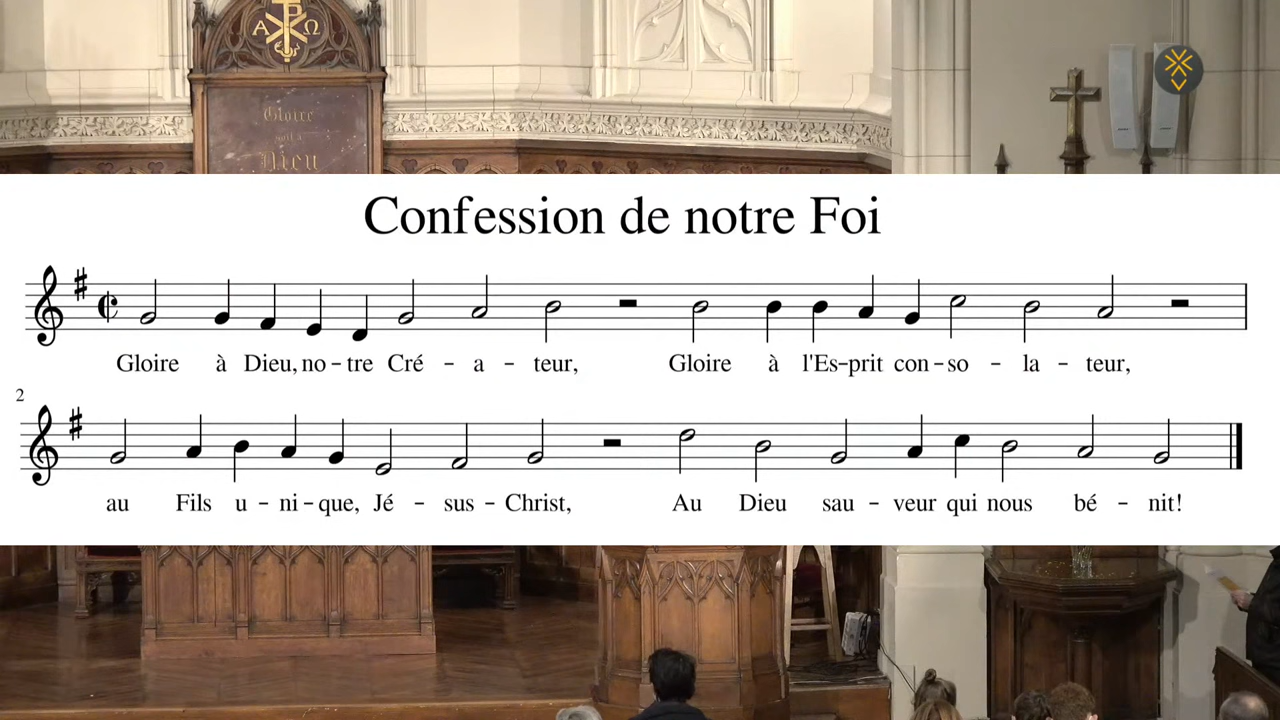 Α Ω
Gloire
soit à
Dieu
Confession de notre Foi
Gloire à Dieu, no – tre Cré – a – teur, Gloire à l'Es–prit con – so – la – teur,
2
au Fils u – ni – que, Jé – sus – Christ, Au Dieu sau – veur qui nous bé – nit!